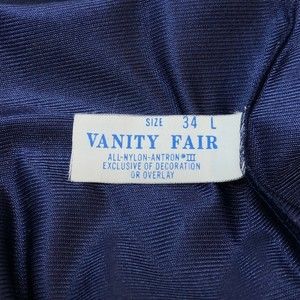 SIZE 34 L
VANITY FAIR
ALL-NYLON-ANTRON®III
EXCLUSIVE OF DECORATION
OR OVERLAY